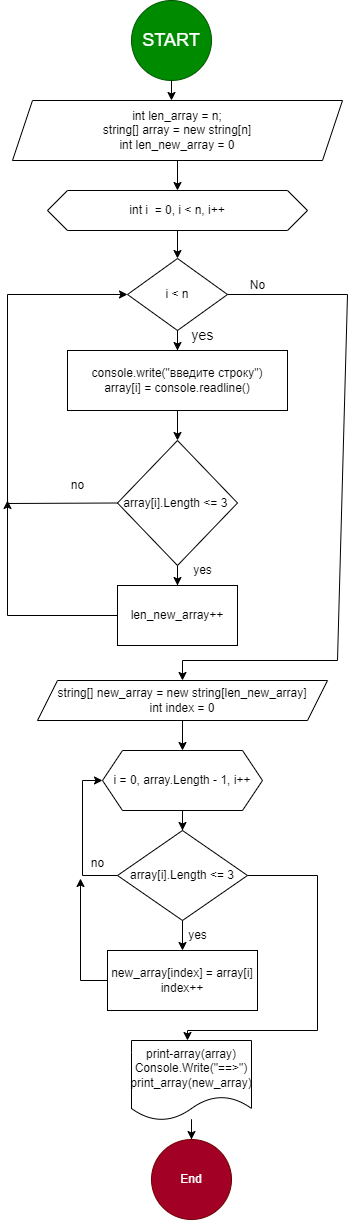 START
int len_array = n;
string[] array = new string[n]
int len_new_array = 0
int i = 0, i < n, i++
i < n
No
yes
console.write("введите строку")
array[i] = console.readline()
no
array[i].Length <= 3
yes
len_new_array++
string[] new_array = new string[len_new_array]
int index = 0
i = 0, array.Length - 1, i++
no
array[i].Length <= 3
yes
new_array[index] = array[i]
index++
print-array(array)
Console.Write("==>")
print_array(new_array)
End